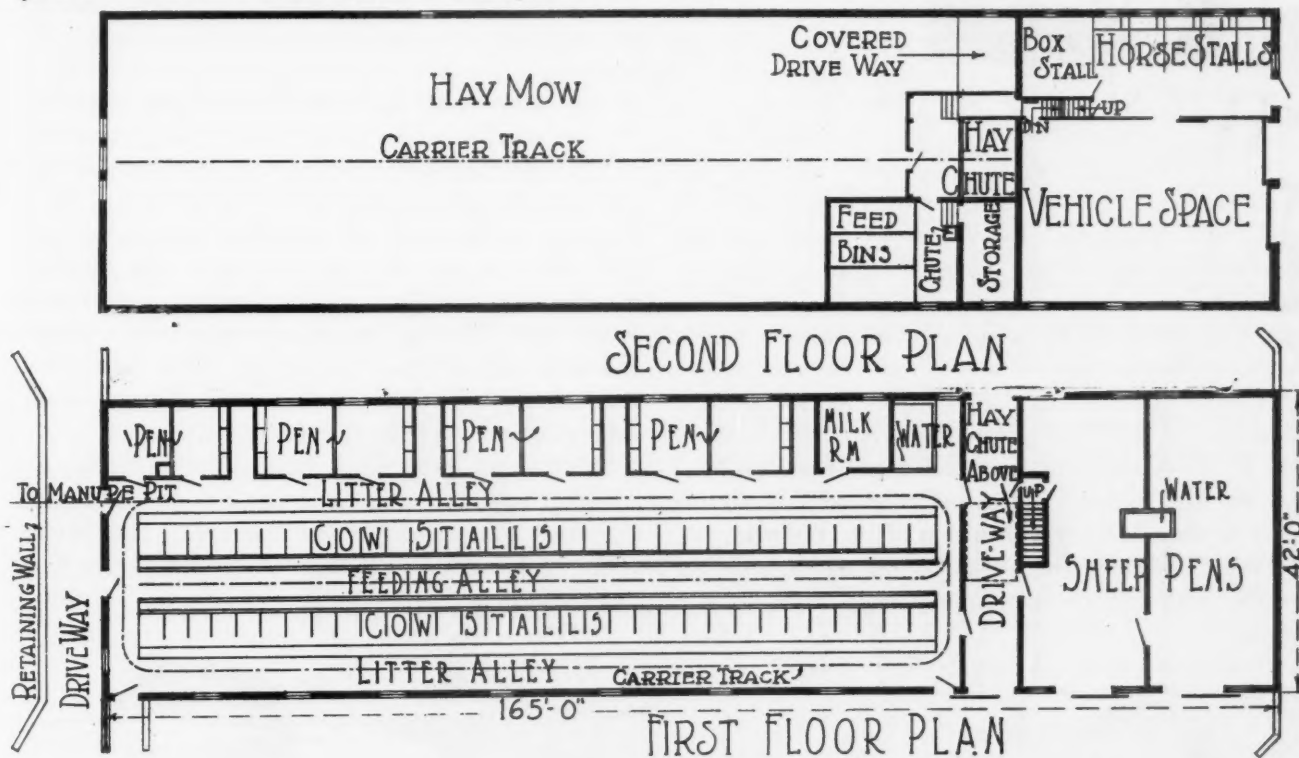 COVERED
DRIVE WAY
BOX
STALL
HORSE STALLS
HAY MOW
CARRIER TRACK
DN
UP
HAY
CHUTE
FEED
BINS
CHUTE
STORAGE
VEHICLE SPACE
SECOND FLOOR PLAN
PEN
PEN
PEN
PEN
MILK
RM
WATER
HAY
CHUTE
ABOVE
UP
TO MANURE PIT
LITTER ALLEY
COW STALLS
FEEDING ALLEY
COW STALLS
LITTER ALLEY
CARRIER TRACK
RETAINING WALL
DRIVE WAY
DRIVE-WAY
WATER
SHEEP PENS
42'-0"
165'-0"
FIRST FLOOR PLAN